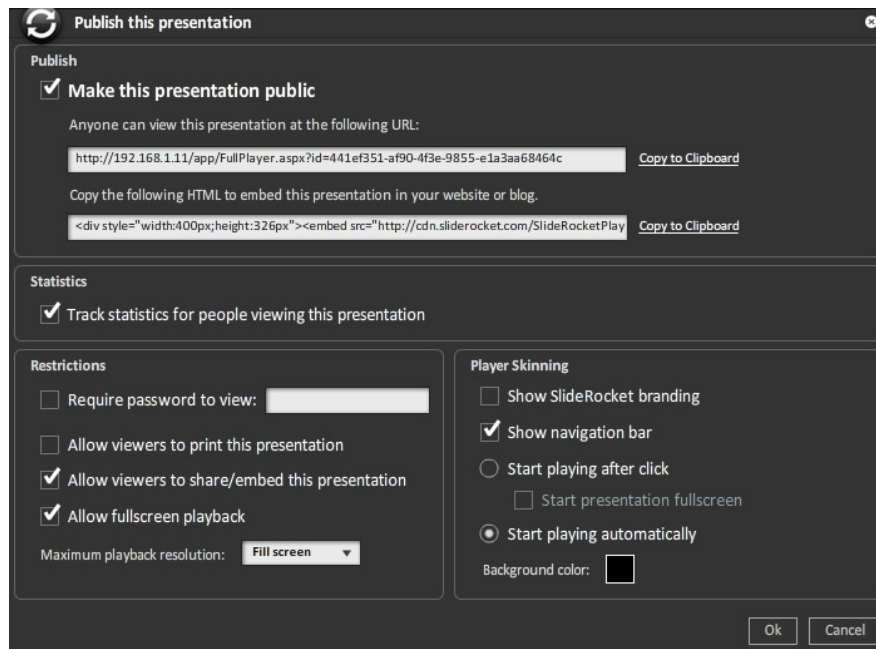 Publish this presentation
Publish
Make this presentation public
Anyone can view this presentation at the following URL:
http://192.168.1.11/app/FullPlayer.aspx?id=441ef351-af90-4f3e-9855-e1a3aa68464c
Copy to Clipboard
Copy the following HTML to embed this presentation in your website or blog.
<div style="width:400px;height:326px"><embed src="http://cdn.sliderocket.com/SlideRocketPlay
Copy to Clipboard
Statistics
Track statistics for people viewing this presentation
Restrictions
Require password to view:
Allow viewers to print this presentation
Allow viewers to share/embed this presentation
Allow fullscreen playback
Maximum playback resolution: Fill screen
Player Skinning
Show SlideRocket branding
Show navigation bar
Start playing after click
Start presentation fullscreen
Start playing automatically
Background color:
Ok
Cancel